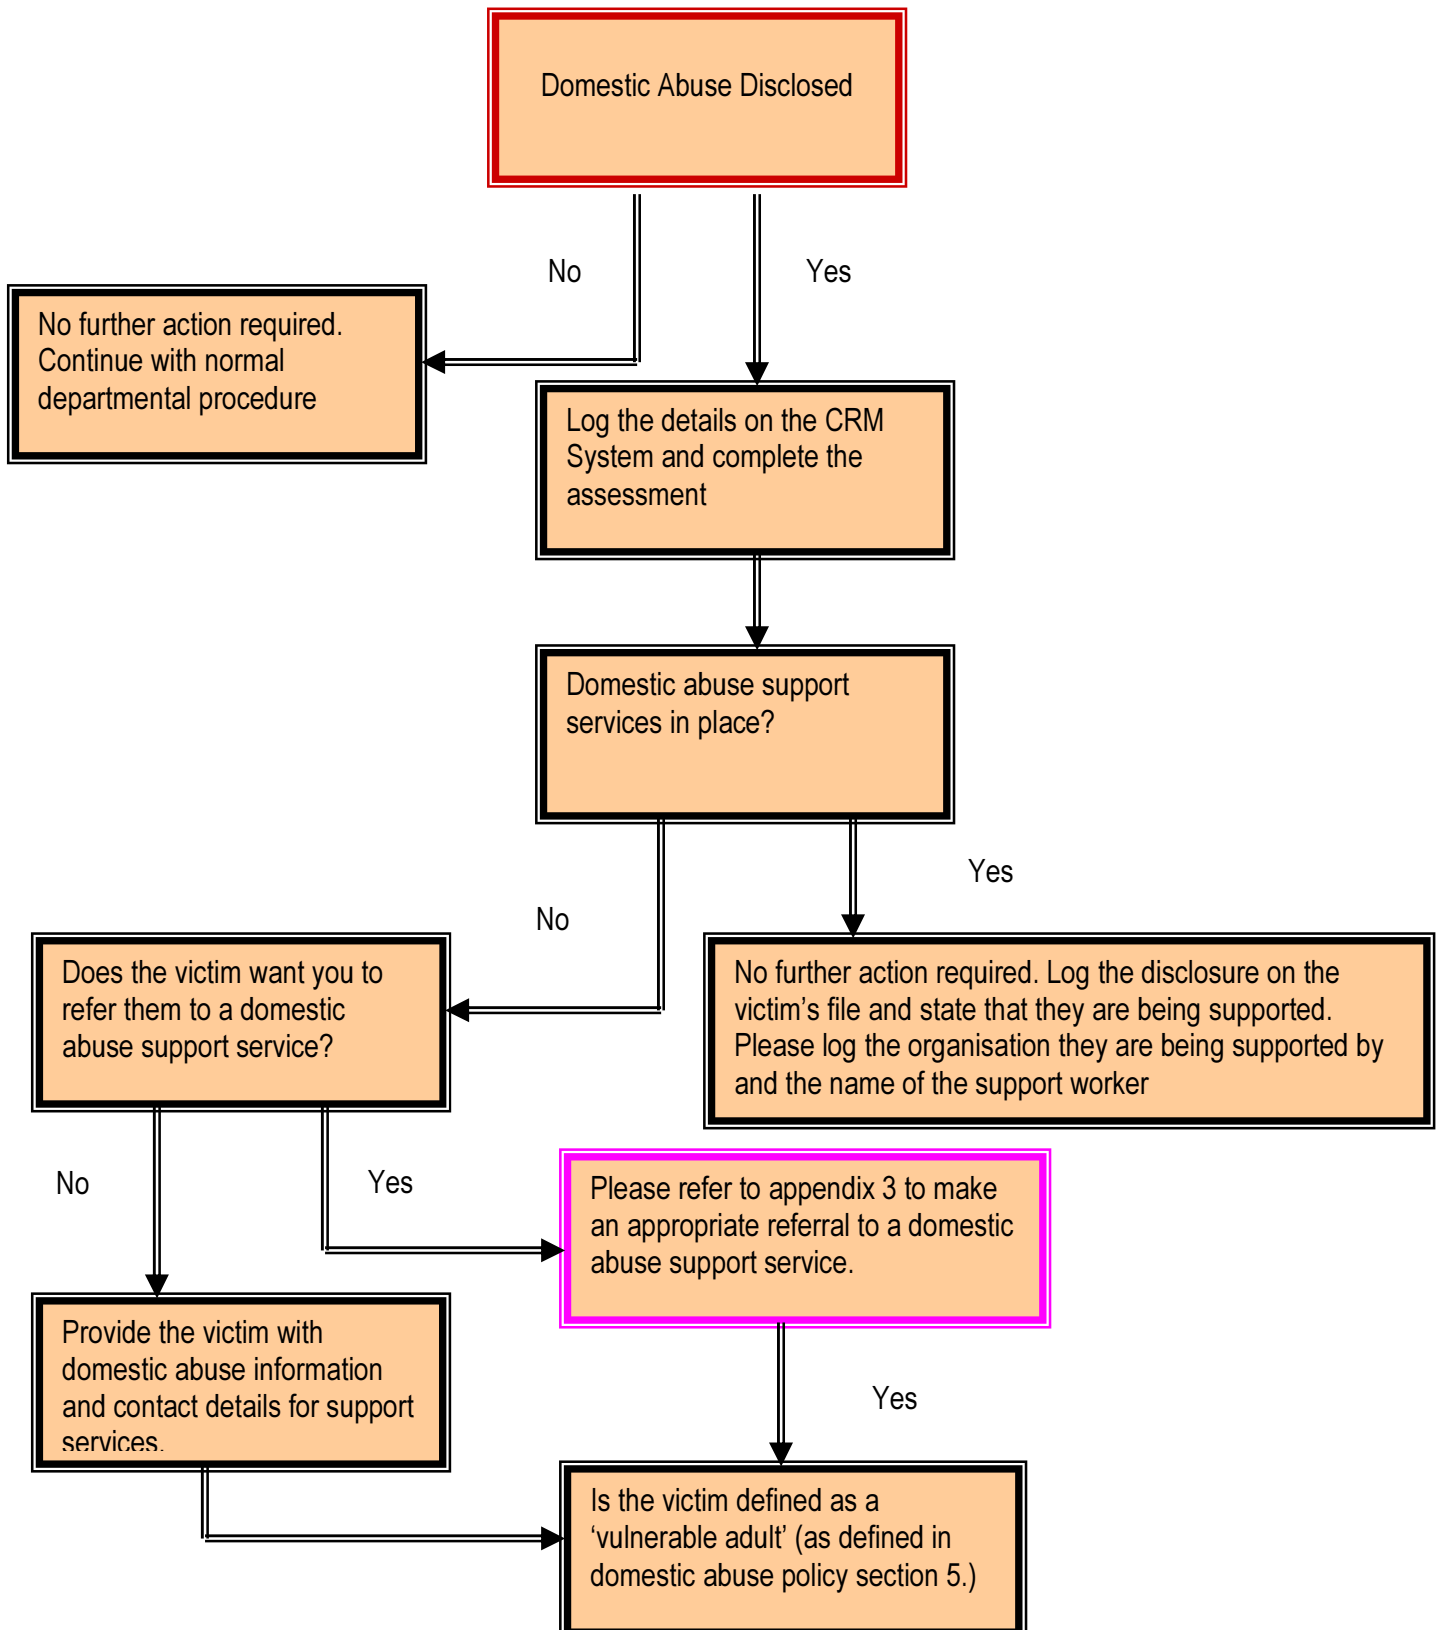 Domestic Abuse Disclosed
No
Yes
No further action required.
Continue with normal
departmental procedure
Log the details on the CRM
System and complete the
assessment
Domestic abuse support
services in place?
Yes
No
Does the victim want you to
refer them to a domestic
abuse support service?
No further action required. Log the disclosure on the
victim's file and state that they are being supported.
Please log the organisation they are being supported by
and the name of the support worker
No
Yes
Please refer to appendix 3 to make
an appropriate referral to a domestic
abuse support service.
Provide the victim with
domestic abuse information
and contact details for support
services.
Yes
Is the victim defined as a
‘vulnerable adult’ (as defined in
domestic abuse policy section 5.)